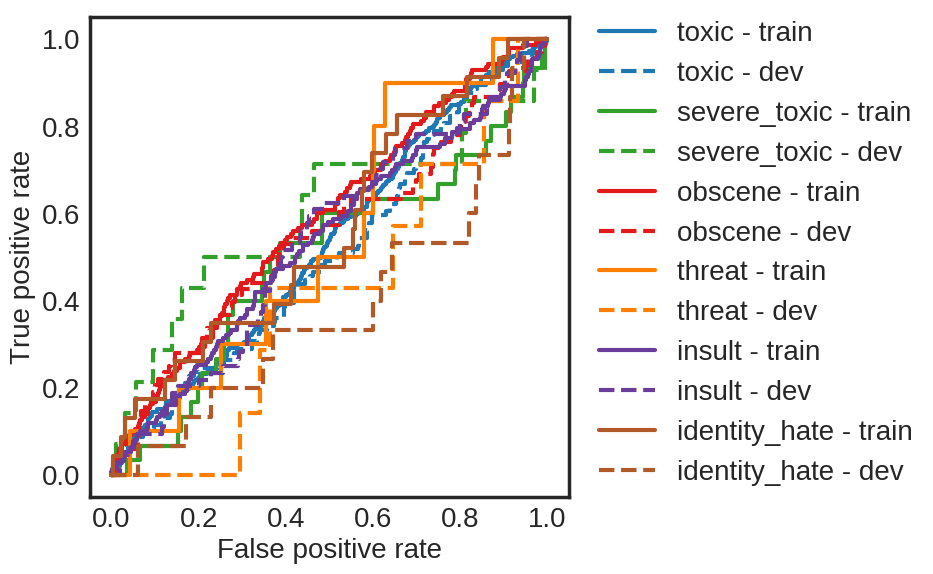 1.0
0.8
0.6
0.4
0.2
0.0
True positive rate
0.0 0.2 0.4 0.6 0.8 1.0
False positive rate
toxic - train
toxic - dev
severe_toxic - train
severe_toxic - dev
obscene - train
obscene - dev
threat - train
threat - dev
insult - train
insult - dev
identity_hate - train
identity_hate - dev